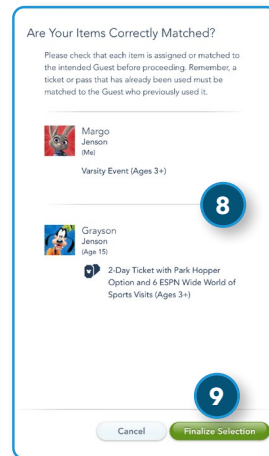 Are Your Items Correctly Matched?
Please check that each item is assigned or matched to
the intended Guest before proceeding. Remember, a
ticket or pass that has already been used must be
matched to the Guest who previously used it.
Margo
Jenson
(Me)
Varsity Event (Ages 3+)
8
Grayson
Jenson
(Age 15)
2-Day Ticket with Park Hopper
Option and 6 ESPN Wide World of
Sports Visits (Ages 3+)
9
Cancel Finalize Selection